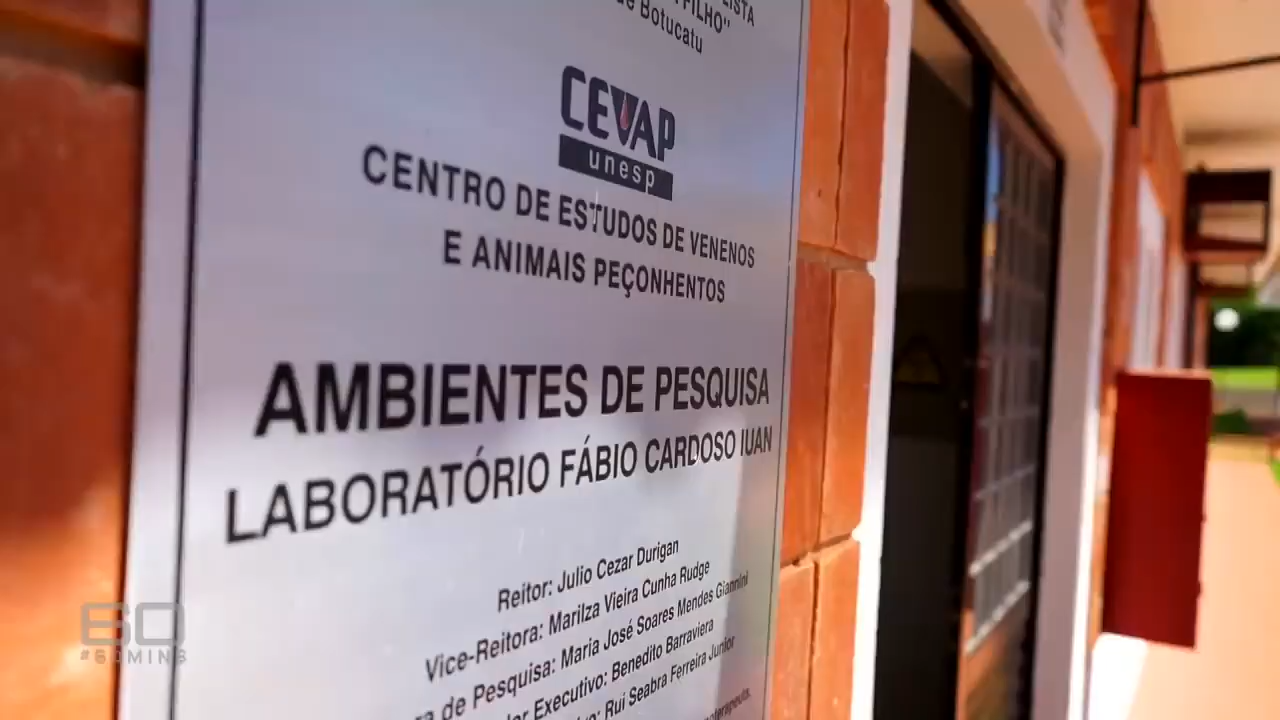 LISTA
FILHO"
de Botucatu
CEVAP
unesp
CENTRO DE ESTUDOS DE VENENOS
E ANIMAIS PEÇONHENTOS
AMBIENTES DE PESQUISA
LABORATÓRIO FÁBIO CARDOSO IUAN
Reitor: Julio Cezar Durigan
Vice-Reitora: Marilza Vieira Cunha Rudge
de Pesquisa: Maria José Soares Mendes Giannini
Executivo: Benedito Barraviera
Rui Seabra Ferreira Junior
60
#60MINS